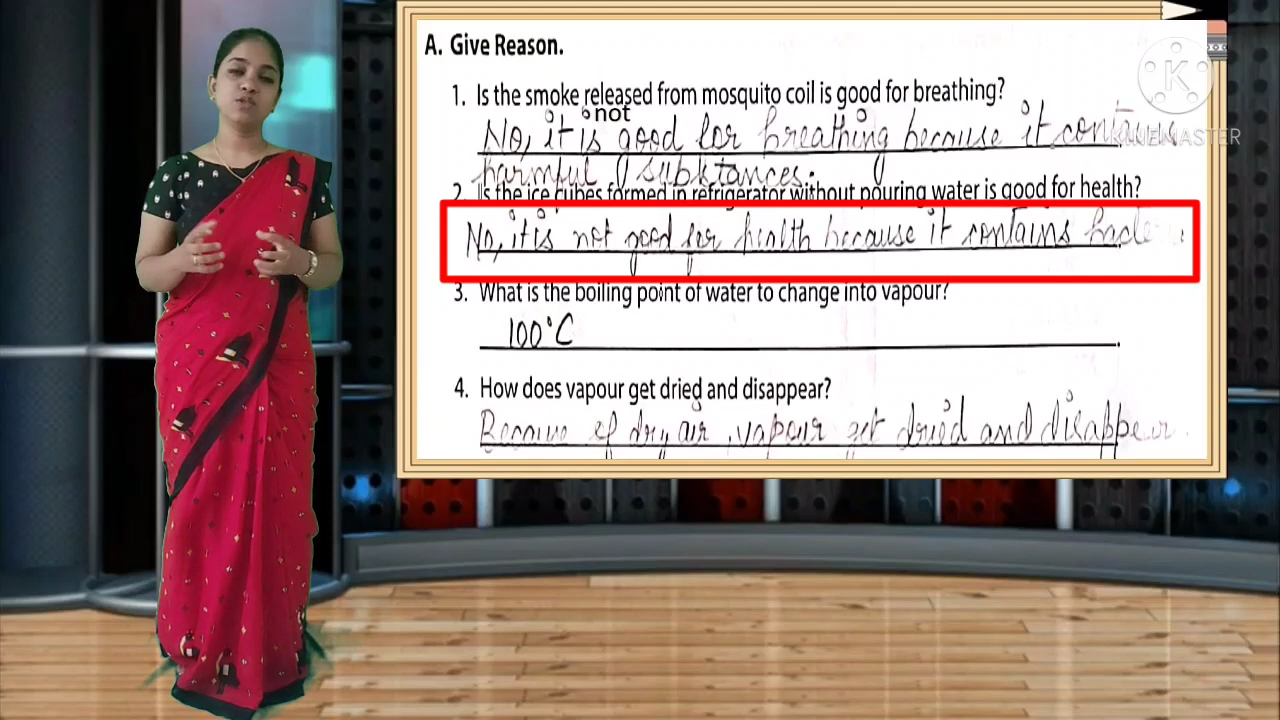 A. Give Reason.
1. Is the smoke released from mosquito coil is good for breathing?
not
No, it is good for breathing because it contains
harmful substances.
2. Is the ice cubes formed in refrigerator without pouring water is good for health?
No, it is not good for health because it contains
3. What is the boiling point of water to change into vapour?
100°C
4. How does vapour get dried and disappear?
Because of dry air, vapour get dried and disappear.
K
KINEMASTER